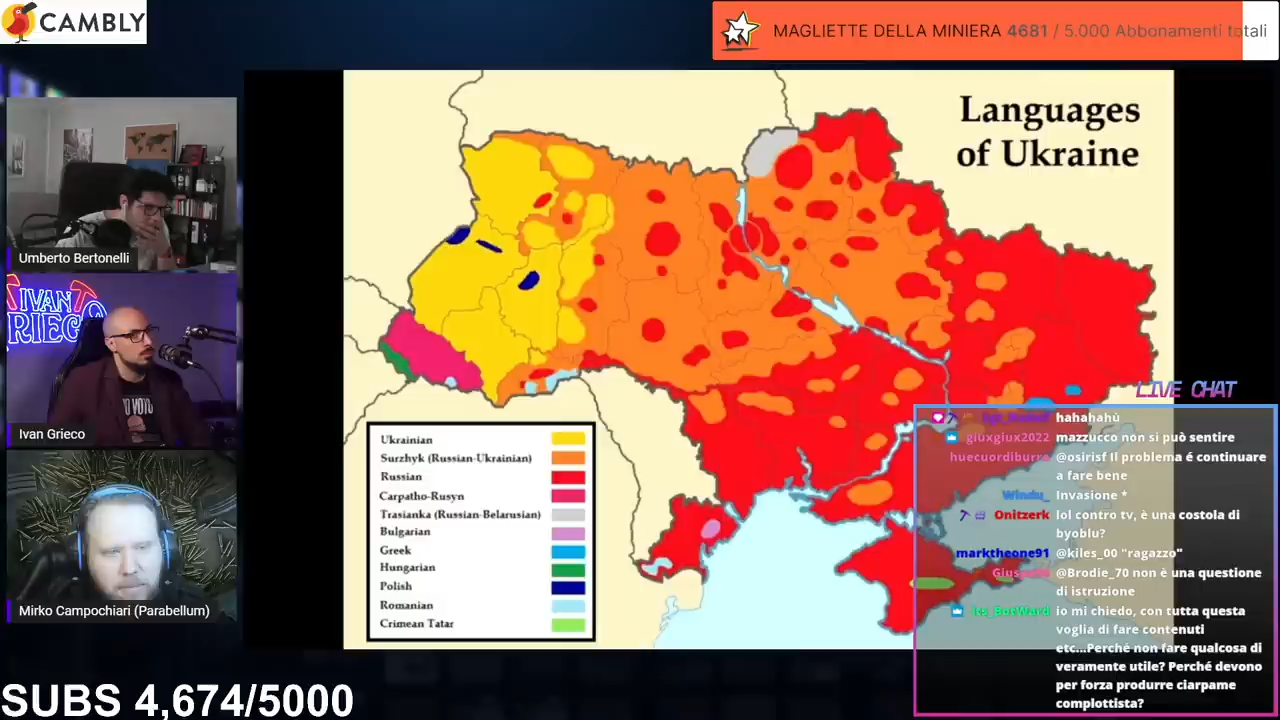 CAMBLY
MAGLIETTE DELLA MINIERA 4681 / 5.000 Abbonamenti totali
Languages
of Ukraine
Umberto Bertonelli
IVAN
GRIECO
Ivan Grieco
Mirko Campochiari (Parabellum)
Ukrainian
Surzhyk (Russian-Ukrainian)
Russian
Carpatho-Rusyn
Trasianka (Russian-Belarusian)
Bulgarian
Greek
Hungarian
Polish
Romanian
Crimean Tatar
LIVE CHAT
hahahahù
giuxgiux2022 mazzucco non si può sentire
huecuordiburro @osirisf Il problema é continuare
a fare bene
Windu_ Invasione *
Onitzerk lol contro tv, è una costola di
byoblu?
marktheone91 @kiles_00 "ragazzo"
@Brodie_70 non è una questione
di istruzione
its_BotWard io mi chiedo, con tutta questa
voglia di fare contenuti
etc...Perché non fare qualcosa di
veramente utile? Perché devono
per forza produrre ciarpame
complottista?
SUBS 4,674/5000